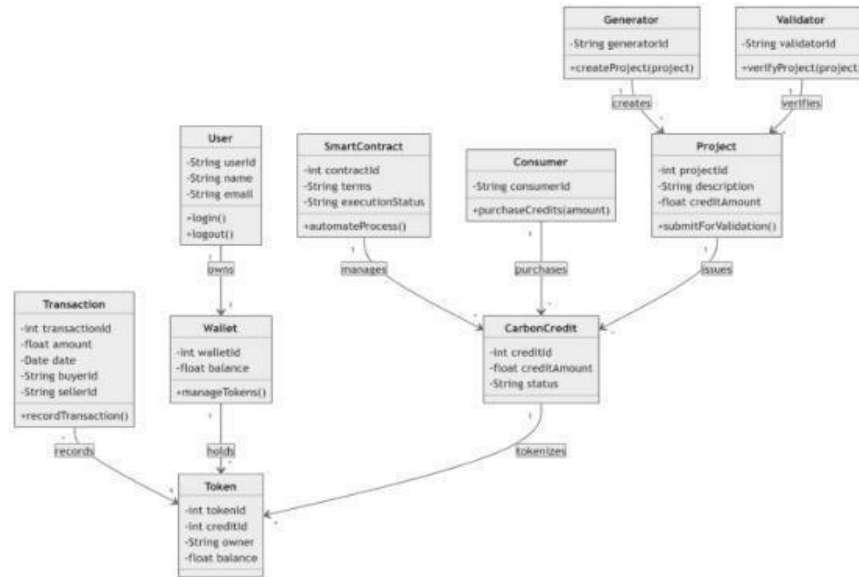 Generator
-String generatorId
+createProject(project)
Validator
-String validatorId
+verifyProject(project
creates
verifies
User
-String userId
-String name
-String email
+login()
+logout()
SmartContract
-int contractId
-String terms
-String executionStatus
+automateProcess()
Consumer
-String consumerId
+purchaseCredits(amount)
Project
-int projectId
-String description
-float creditAmount
+submitForValidation()
owns
manages
purchases
issues
Transaction
-int transactionId
-float amount
-Date date
-String buyerId
-String sellerId
+recordTransaction()
Wallet
-int walletId
-float balance
+manageTokens()
CarbonCredit
-int creditId
-float creditAmount
-String status
records
holds
tokenizes
Token
-int tokenId
-int creditId
-String owner
-float balance